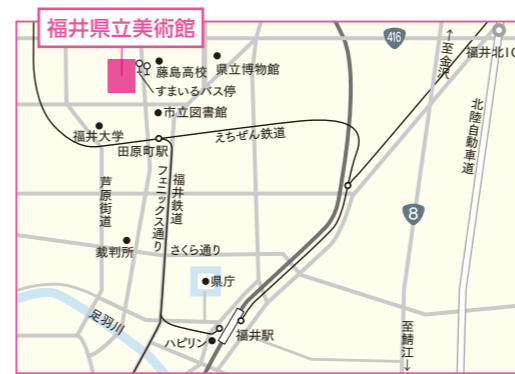 福井県立美術館
416
↑至金沢
福井北IC
藤島高校
県立博物館
すまいるバス停
市立図書館
北陸自動車道
福井大学
えちぜん鉄道
田原町駅
芦原街道
フェニックス通り
福井鉄道
8
裁判所
さくら通り
県庁
足羽川
ハピリン
福井駅
至鯖江↓